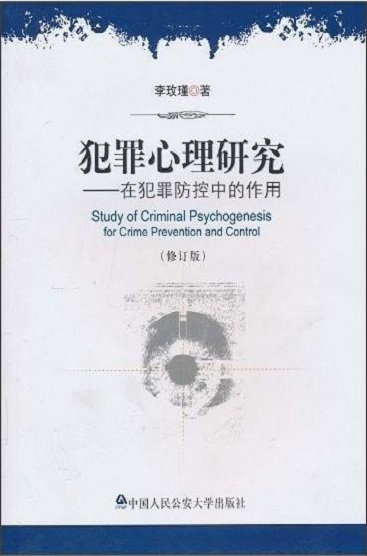 李玫瑾◎著
犯罪心理研究
——在犯罪防控中的作用
Study of Criminal Psychogenesis
for Crime Prevention and Control
(修订版)
中国人民公安大学出版社